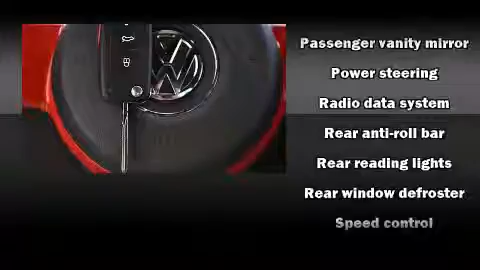 Passenger vanity mirror
Power steering
Radio data system
Rear anti-roll bar
Rear reading lights
Rear window defroster
Speed control